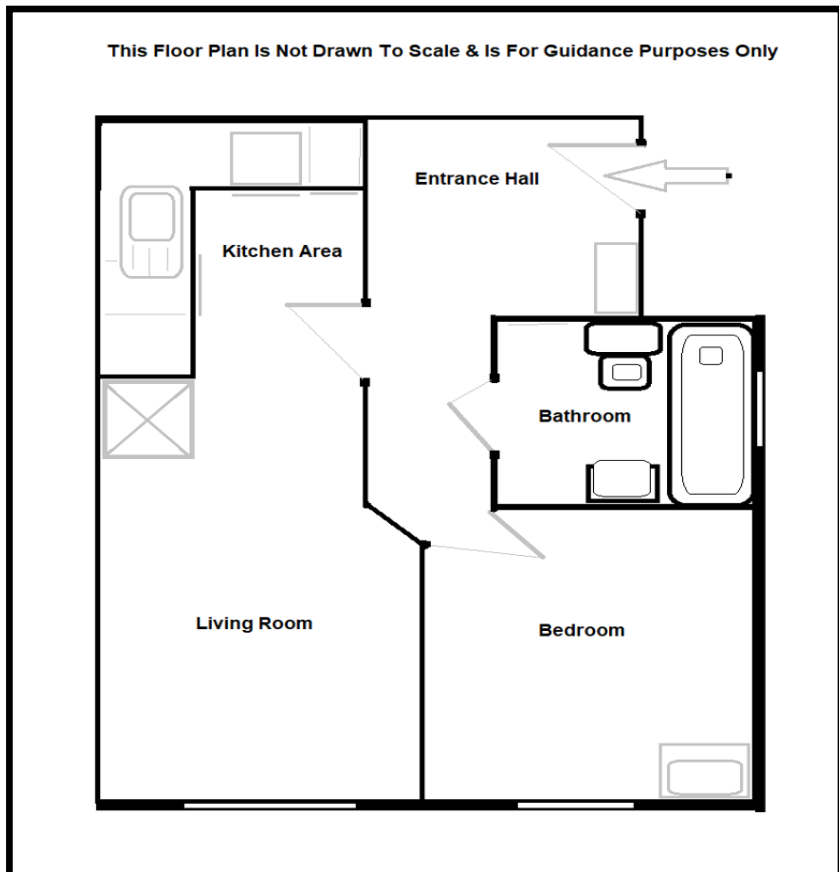 This Floor Plan Is Not Drawn To Scale & Is For Guidance Purposes Only
Entrance Hall
Kitchen Area
Bathroom
Living Room
Bedroom